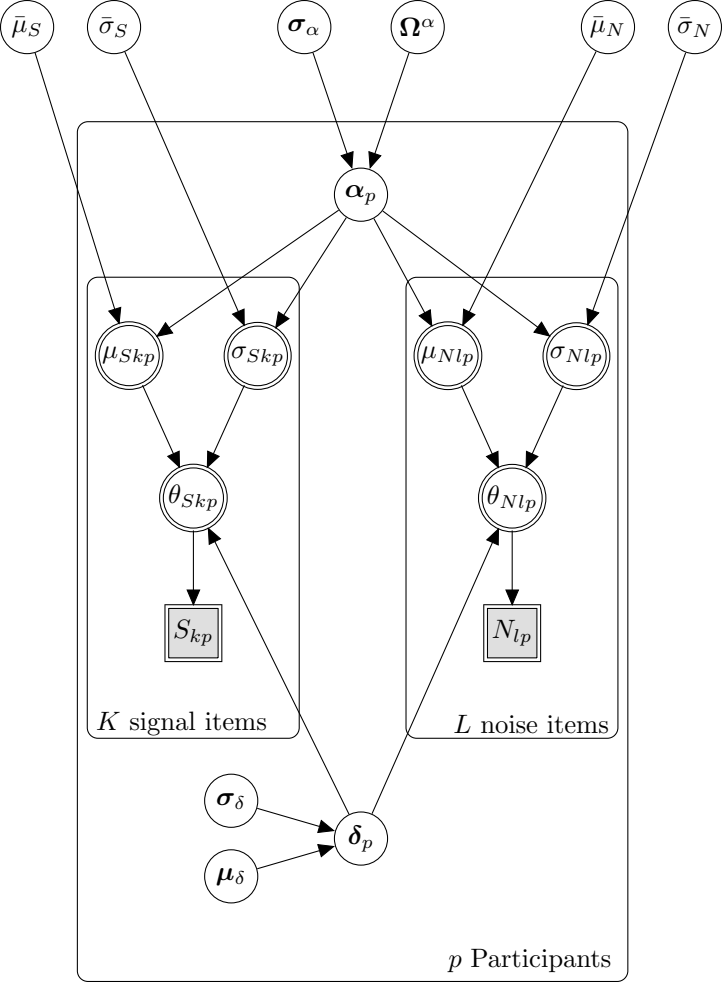 μ̄_S σ̄_S σ_α Ω^α μ̄_N σ̄_N
α_p
μ_Skp σ_Skp μ_Nlp σ_Nlp
θ_Skp θ_Nlp
S_kp N_lp
K signal items L noise items
σ_δ
δ_p
μ_δ
p Participants